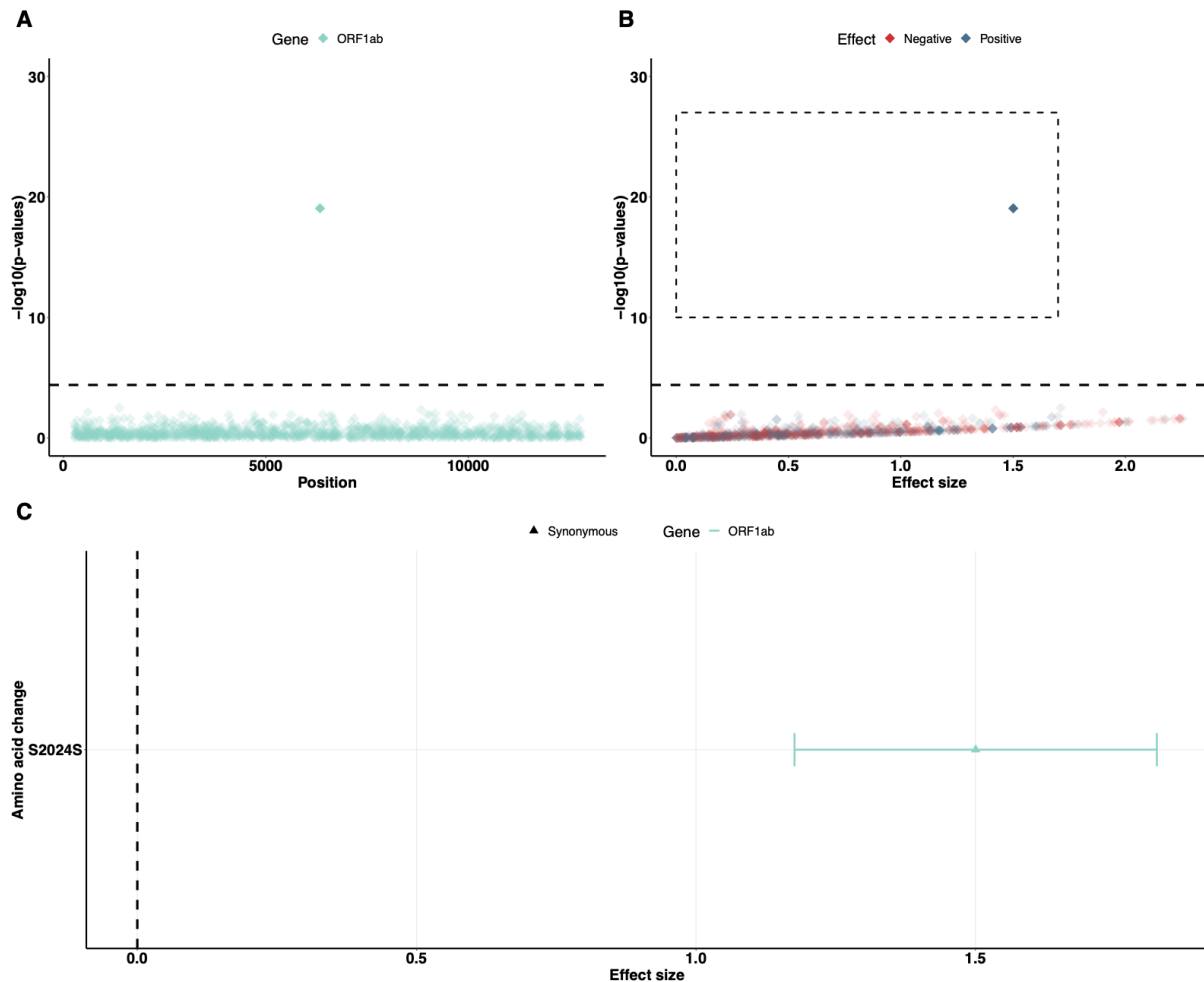 A
Gene ORF1ab
30
20
10
0
−log10(p−values)
0 5000 10000
Position
B
Effect Negative Positive
30
20
10
0
−log10(p−values)
0.0 0.5 1.0 1.5 2.0
Effect size
C
Synonymous Gene ORF1ab
Amino acid change
S2024S
0.0 0.5 1.0 1.5
Effect size